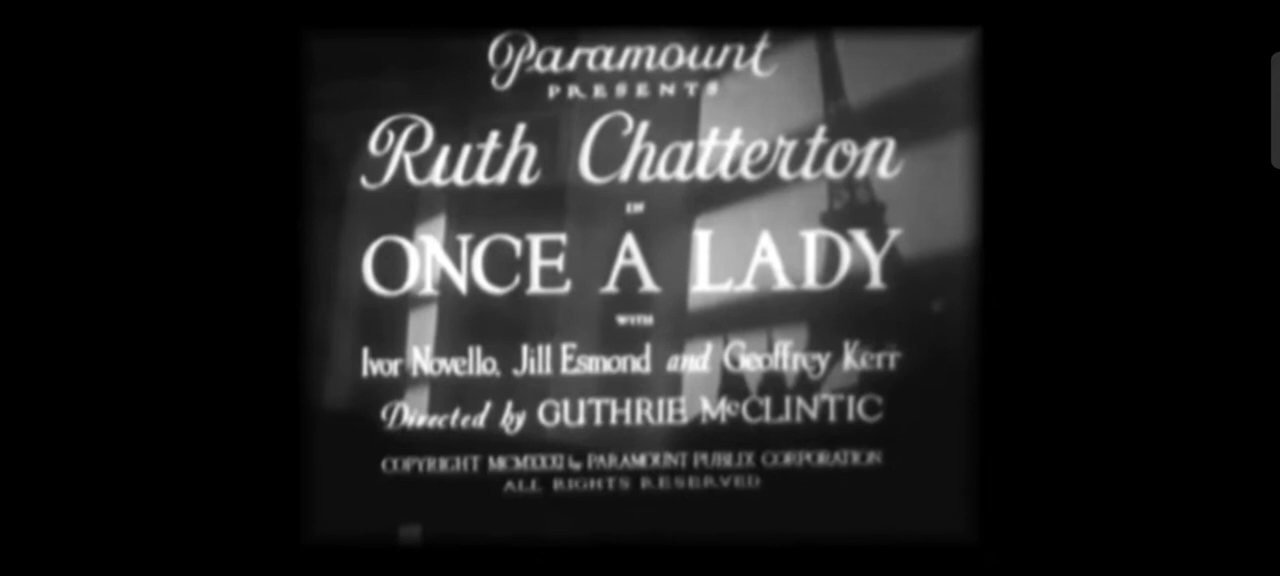 Paramount
PRESENTS
Ruth Chatterton
IN
ONCE A LADY
WITH
Ivor Novello, Jill Esmond and Geoffrey Kerr
Directed by GUTHRIE McCLINTIC
COPYRIGHT MCMXXXI by PARAMOUNT PUBLIX CORPORATION
ALL RIGHTS RESERVED